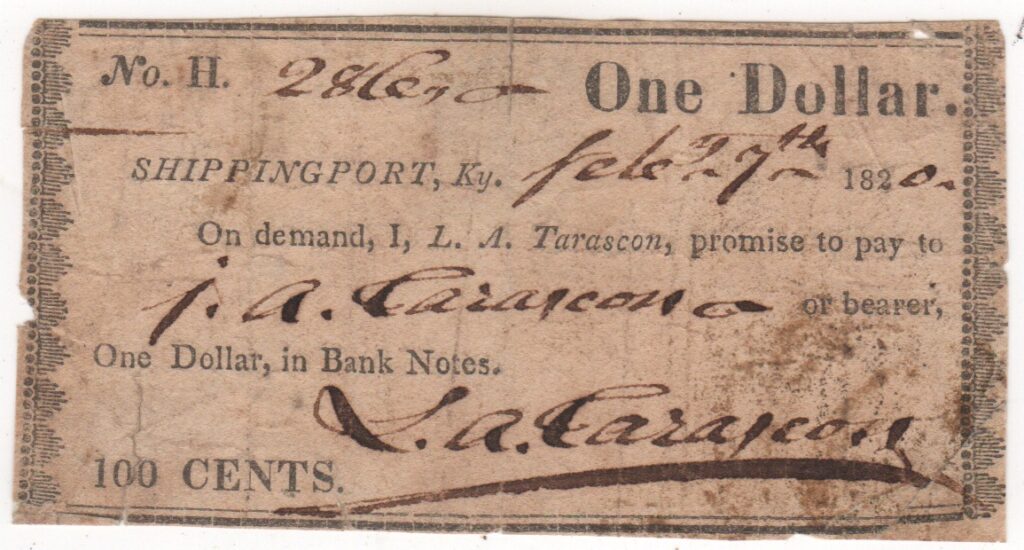 No. H. One Dollar.
SHIPPINGPORT, Ky. feb 27th 1820.
On demand, I, L. A. Tarascon, promise to pay to
j. A. Tarascon or bearer,
One Dollar, in Bank Notes.
L. A. Tarascon
100 CENTS.